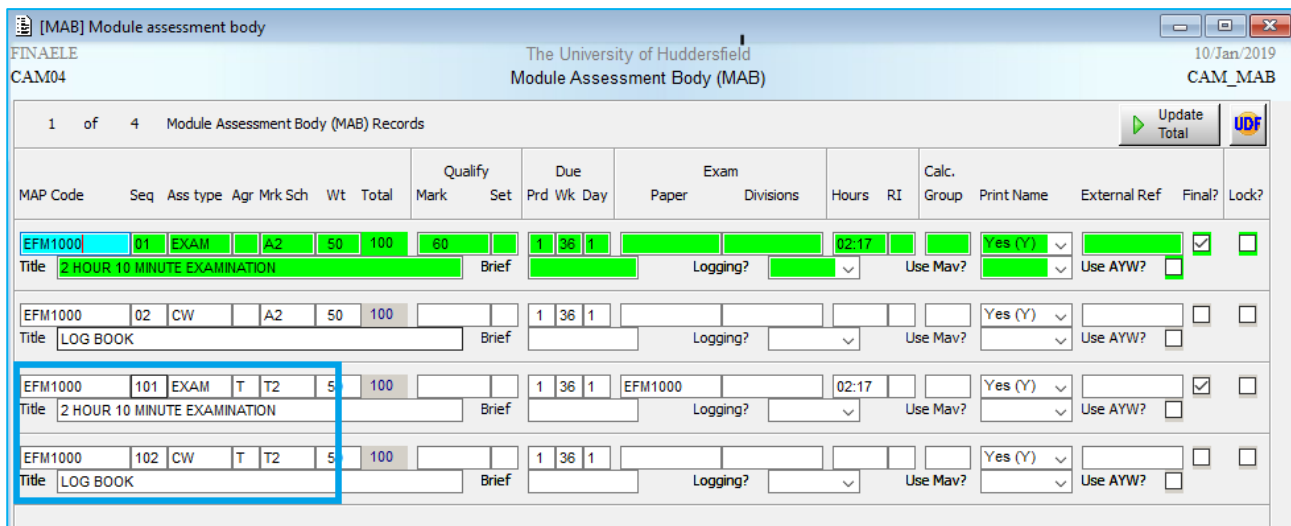 [MAB] Module assessment body
FINAELE The University of Huddersfield 10/Jan/2019
CAM04 Module Assessment Body (MAB) CAM_MAB
1 of 4 Module Assessment Body (MAB) Records Update Total UDF
Qualify Due Exam Calc.
MAP Code Seq Ass type Agr Mrk Sch Wt Total Mark Set Prd Wk Day Paper Divisions Hours RI Group Print Name External Ref Final? Lock?
EFM1000 01 EXAM A2 50 100 60 1 36 1 02:17 Yes (Y)
Title 2 HOUR 10 MINUTE EXAMINATION Brief Logging? Use Mav? Use AYW?
EFM1000 02 CW A2 50 100 1 36 1 Yes (Y)
Title LOG BOOK Brief Logging? Use Mav? Use AYW?
EFM1000 101 EXAM T T2 100 1 36 1 EFM1000 02:17 Yes (Y)
Title 2 HOUR 10 MINUTE EXAMINATION Brief Logging? Use Mav? Use AYW?
EFM1000 102 CW T T2 100 1 36 1 Yes (Y)
Title LOG BOOK Brief Logging? Use Mav? Use AYW?